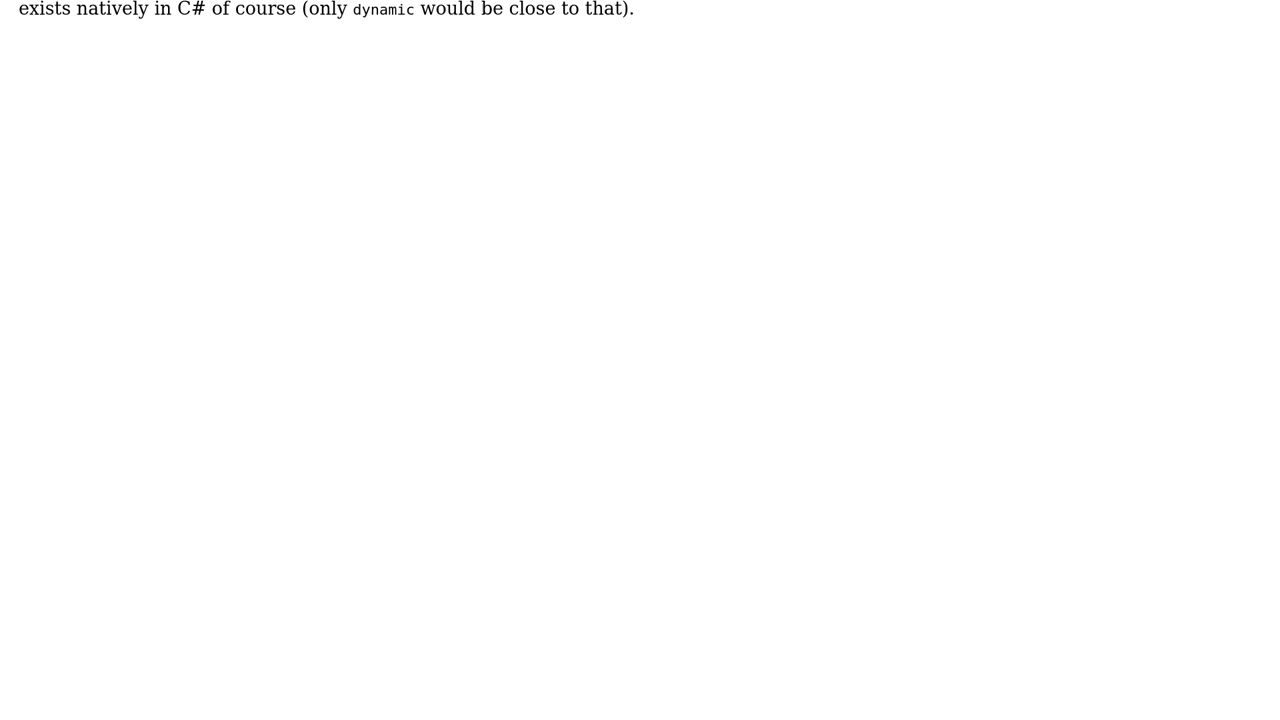 exists natively in C# of course (only dynamic would be close to that).